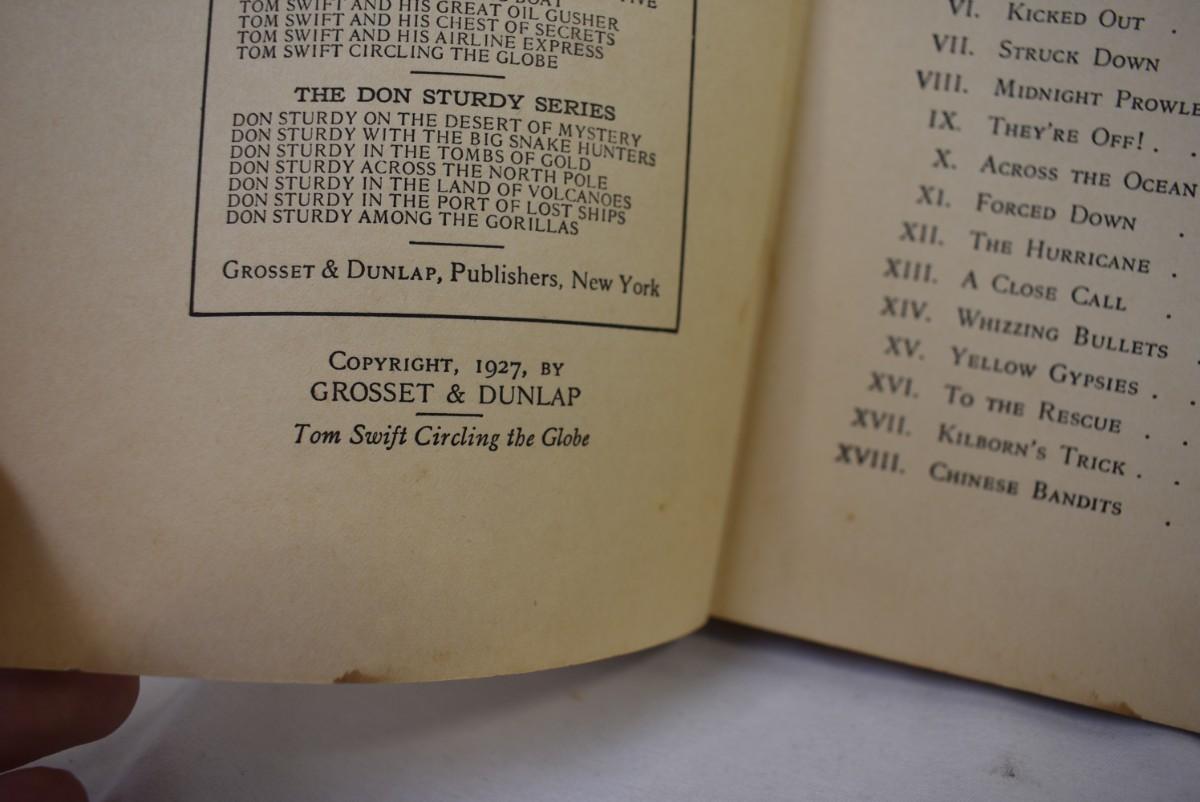 BOAT
TOM SWIFT AND HIS GREAT OIL GUSHER
TOM SWIFT AND HIS CHEST OF SECRETS
TOM SWIFT AND HIS AIRLINE EXPRESS
TOM SWIFT CIRCLING THE GLOBE
THE DON STURDY SERIES
DON STURDY ON THE DESERT OF MYSTERY
DON STURDY WITH THE BIG SNAKE HUNTERS
DON STURDY IN THE TOMBS OF GOLD
DON STURDY ACROSS THE NORTH POLE
DON STURDY IN THE LAND OF VOLCANOES
DON STURDY IN THE PORT OF LOST SHIPS
DON STURDY AMONG THE GORILLAS
GROSSET & DUNLAP, Publishers, New York
COPYRIGHT, 1927, BY
GROSSET & DUNLAP
Tom Swift Circling the Globe
VI. KICKED OUT .
VII. STRUCK DOWN
VIII. MIDNIGHT PROWLE
IX. THEY'RE OFF! . .
X. ACROSS THE OCEAN
XI. FORCED DOWN .
XII. THE HURRICANE .
XIII. A CLOSE CALL .
XIV. WHIZZING BULLETS .
XV. YELLOW GYPSIES . .
XVI. TO THE RESCUE . .
XVII. KILBORN'S TRICK . .
XVIII. CHINESE BANDITS .